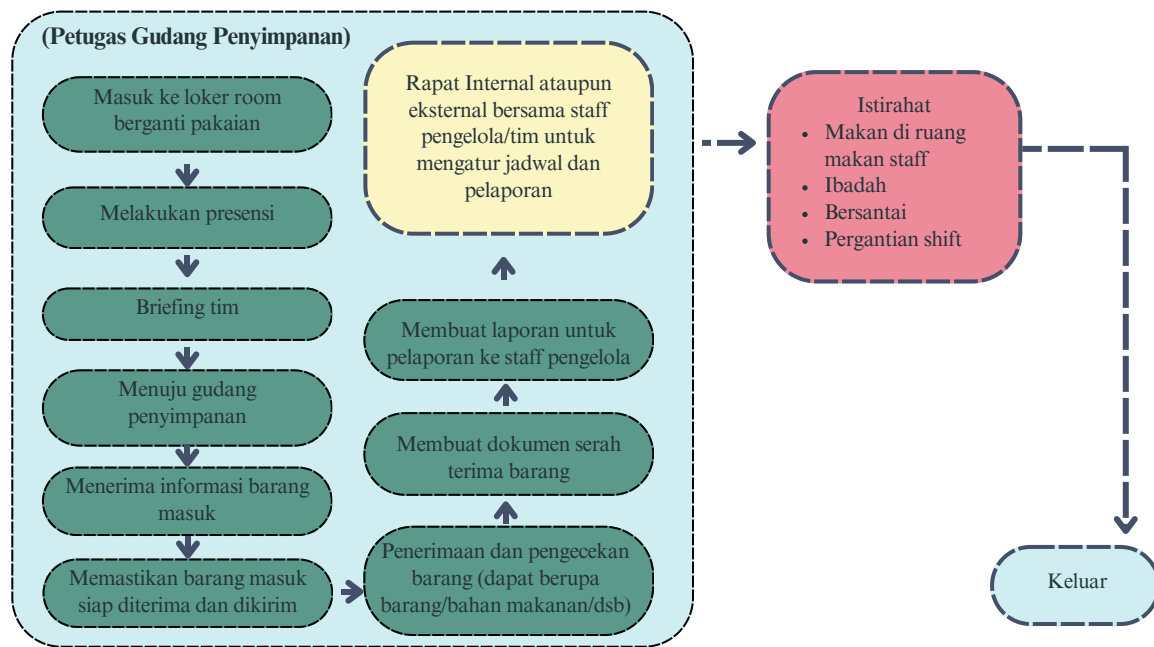 (Petugas Gudang Penyimpanan)
Masuk ke loker room
berganti pakaian
Melakukan presensi
Briefing tim
Menuju gudang
penyimpanan
Menerima informasi barang
masuk
Memastikan barang masuk
siap diterima dan dikirim
Penerimaan dan pengecekan
barang (dapat berupa
barang/bahan makanan/dsb)
Membuat dokumen serah
terima barang
Membuat laporan untuk
pelaporan ke staff pengelola
Rapat Internal ataupun
eksternal bersama staff
pengelola/tim untuk
mengatur jadwal dan
pelaporan
Istirahat
• Makan di ruang
makan staff
• Ibadah
• Bersantai
• Pergantian shift
Keluar